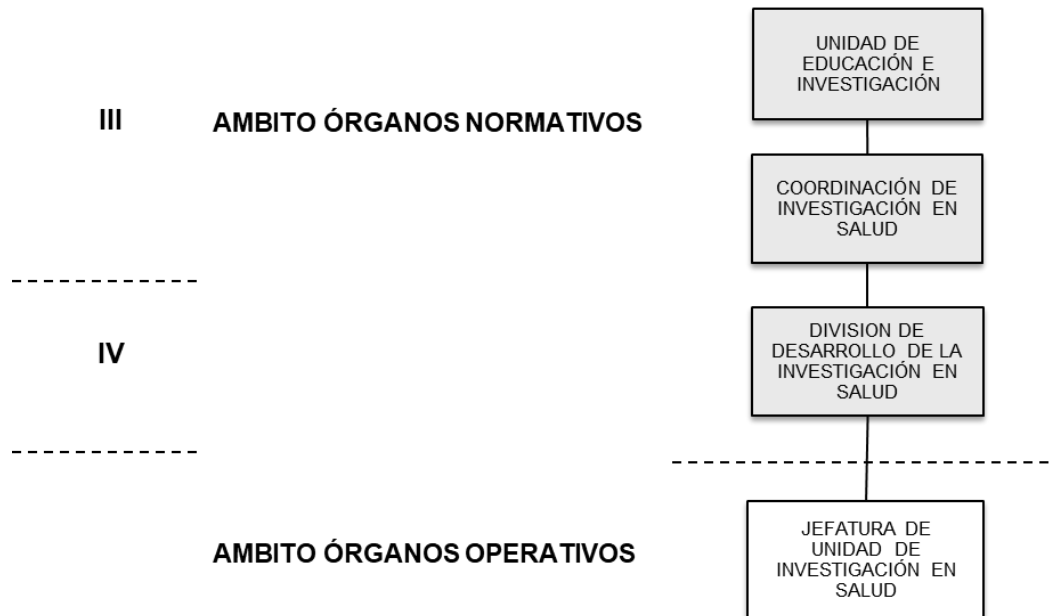 UNIDAD DE
EDUCACIÓN E
INVESTIGACIÓN
III
AMBITO ÓRGANOS NORMATIVOS
COORDINACIÓN DE
INVESTIGACIÓN EN
SALUD
IV
DIVISION DE
DESARROLLO DE LA
INVESTIGACIÓN EN
SALUD
AMBITO ÓRGANOS OPERATIVOS
JEFATURA DE
UNIDAD DE
INVESTIGACIÓN EN
SALUD